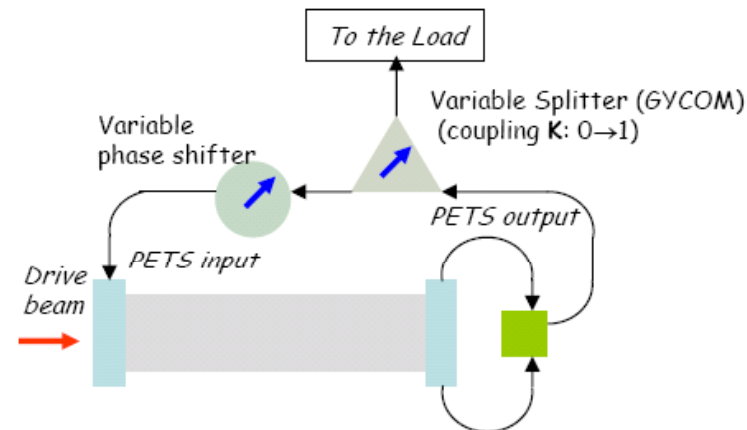 To the Load
Variable Splitter (GYCOM)
(coupling K: 0→1)
Variable
phase shifter
PETS output
PETS input
Drive
beam